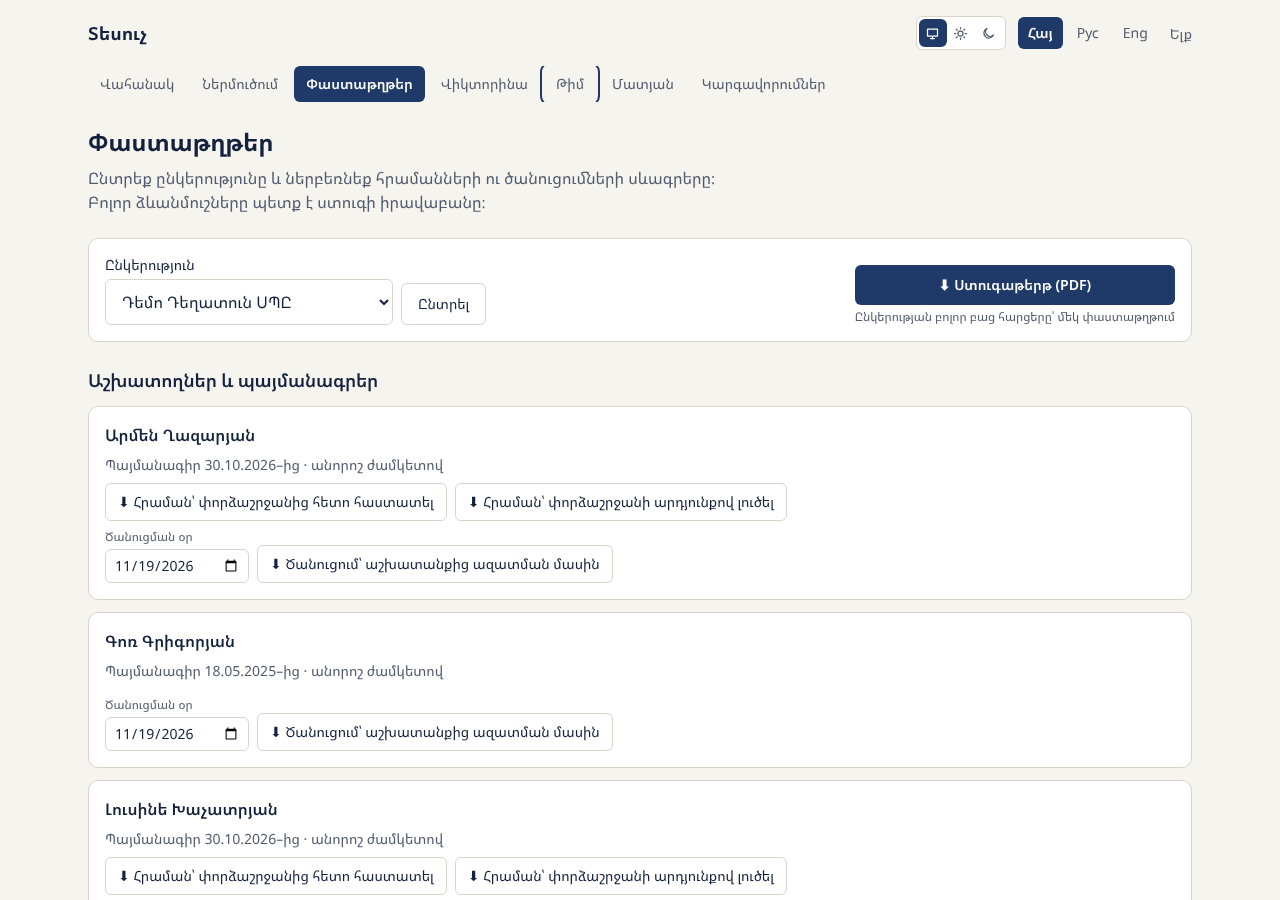 Տեսուչ
Հայ Рус Eng Ելք
Վահանակ Ներմուծում Փաստաթղթեր Վիկտորինա Թիմ Մատյան Կարգավորումներ
Փաստաթղթեր
Ընտրեք ընկերությունը և ներբեռնեք հրամանների ու ծանուցումների սևագրերը։
Բոլոր ձևանմուշները պետք է ստուգի իրավաբանը։
Ընկերություն
Դեմո Դեղատուն ՍՊԸ Ընտրել
⬇ Ստուգաթերթ (PDF)
Ընկերության բոլոր բաց հարցերը՝ մեկ փաստաթղթում
Աշխատողներ և պայմանագրեր
Արմեն Ղազարյան
Պայմանագիր 30.10.2026–ից · անորոշ ժամկետով
⬇ Հրաման՝ փորձաշրջանից հետո հաստատել ⬇ Հրաման՝ փորձաշրջանի արդյունքով լուծել
Ծանուցման օր
11/19/2026 ⬇ Ծանուցում՝ աշխատանքից ազատման մասին
Գոռ Գրիգորյան
Պայմանագիր 18.05.2025–ից · անորոշ ժամկետով
Ծանուցման օր
11/19/2026 ⬇ Ծանուցում՝ աշխատանքից ազատման մասին
Լուսինե Խաչատրյան
Պայմանագիր 30.10.2026–ից · անորոշ ժամկետով
⬇ Հրաման՝ փորձաշրջանից հետո հաստատել ⬇ Հրաման՝ փորձաշրջանի արդյունքով լուծել